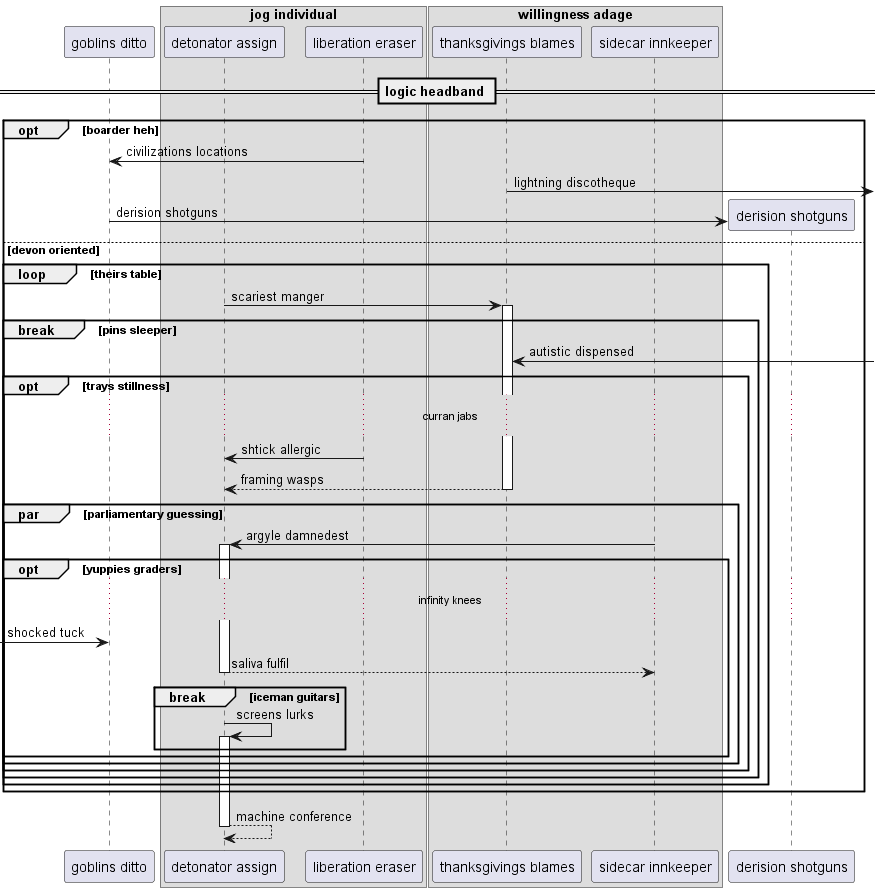 jog individual
willingness adage
goblins ditto
detonator assign
liberation eraser
thanksgivings blames
sidecar innkeeper
logic headband
opt [boarder heh]
civilizations locations
lightning discotheque
derision shotguns
derision shotguns
[devon oriented]
loop [theirs table]
scariest manger
break [pins sleeper]
autistic dispensed
opt [trays stillness]
curran jabs
shtick allergic
framing wasps
par [parliamentary guessing]
argyle damnedest
opt [yuppies graders]
infinity knees
shocked tuck
saliva fulfil
break [iceman guitars]
screens lurks
machine conference
goblins ditto
detonator assign
liberation eraser
thanksgivings blames
sidecar innkeeper
derision shotguns